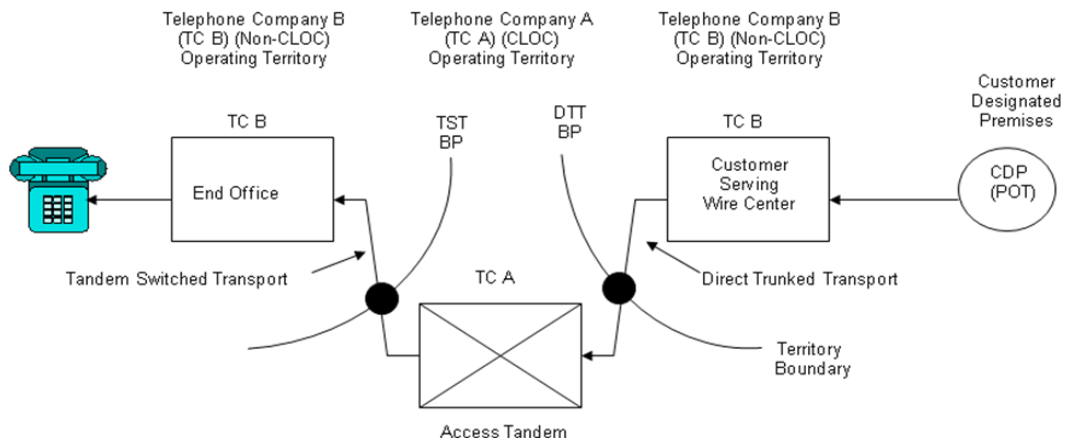 Telephone Company B
(TC B) (Non-CLOC)
Operating Territory
Telephone Company A
(TC A) (CLOC)
Operating Territory
Telephone Company B
(TC B) (Non-CLOC)
Operating Territory
Customer
Designated
Premises
TC B
TST
BP
DTT
BP
TC B
End Office
Customer
Serving
Wire Center
CDP
(POT)
Tandem Switched Transport
TC A
Direct Trunked Transport
Territory
Boundary
Access Tandem